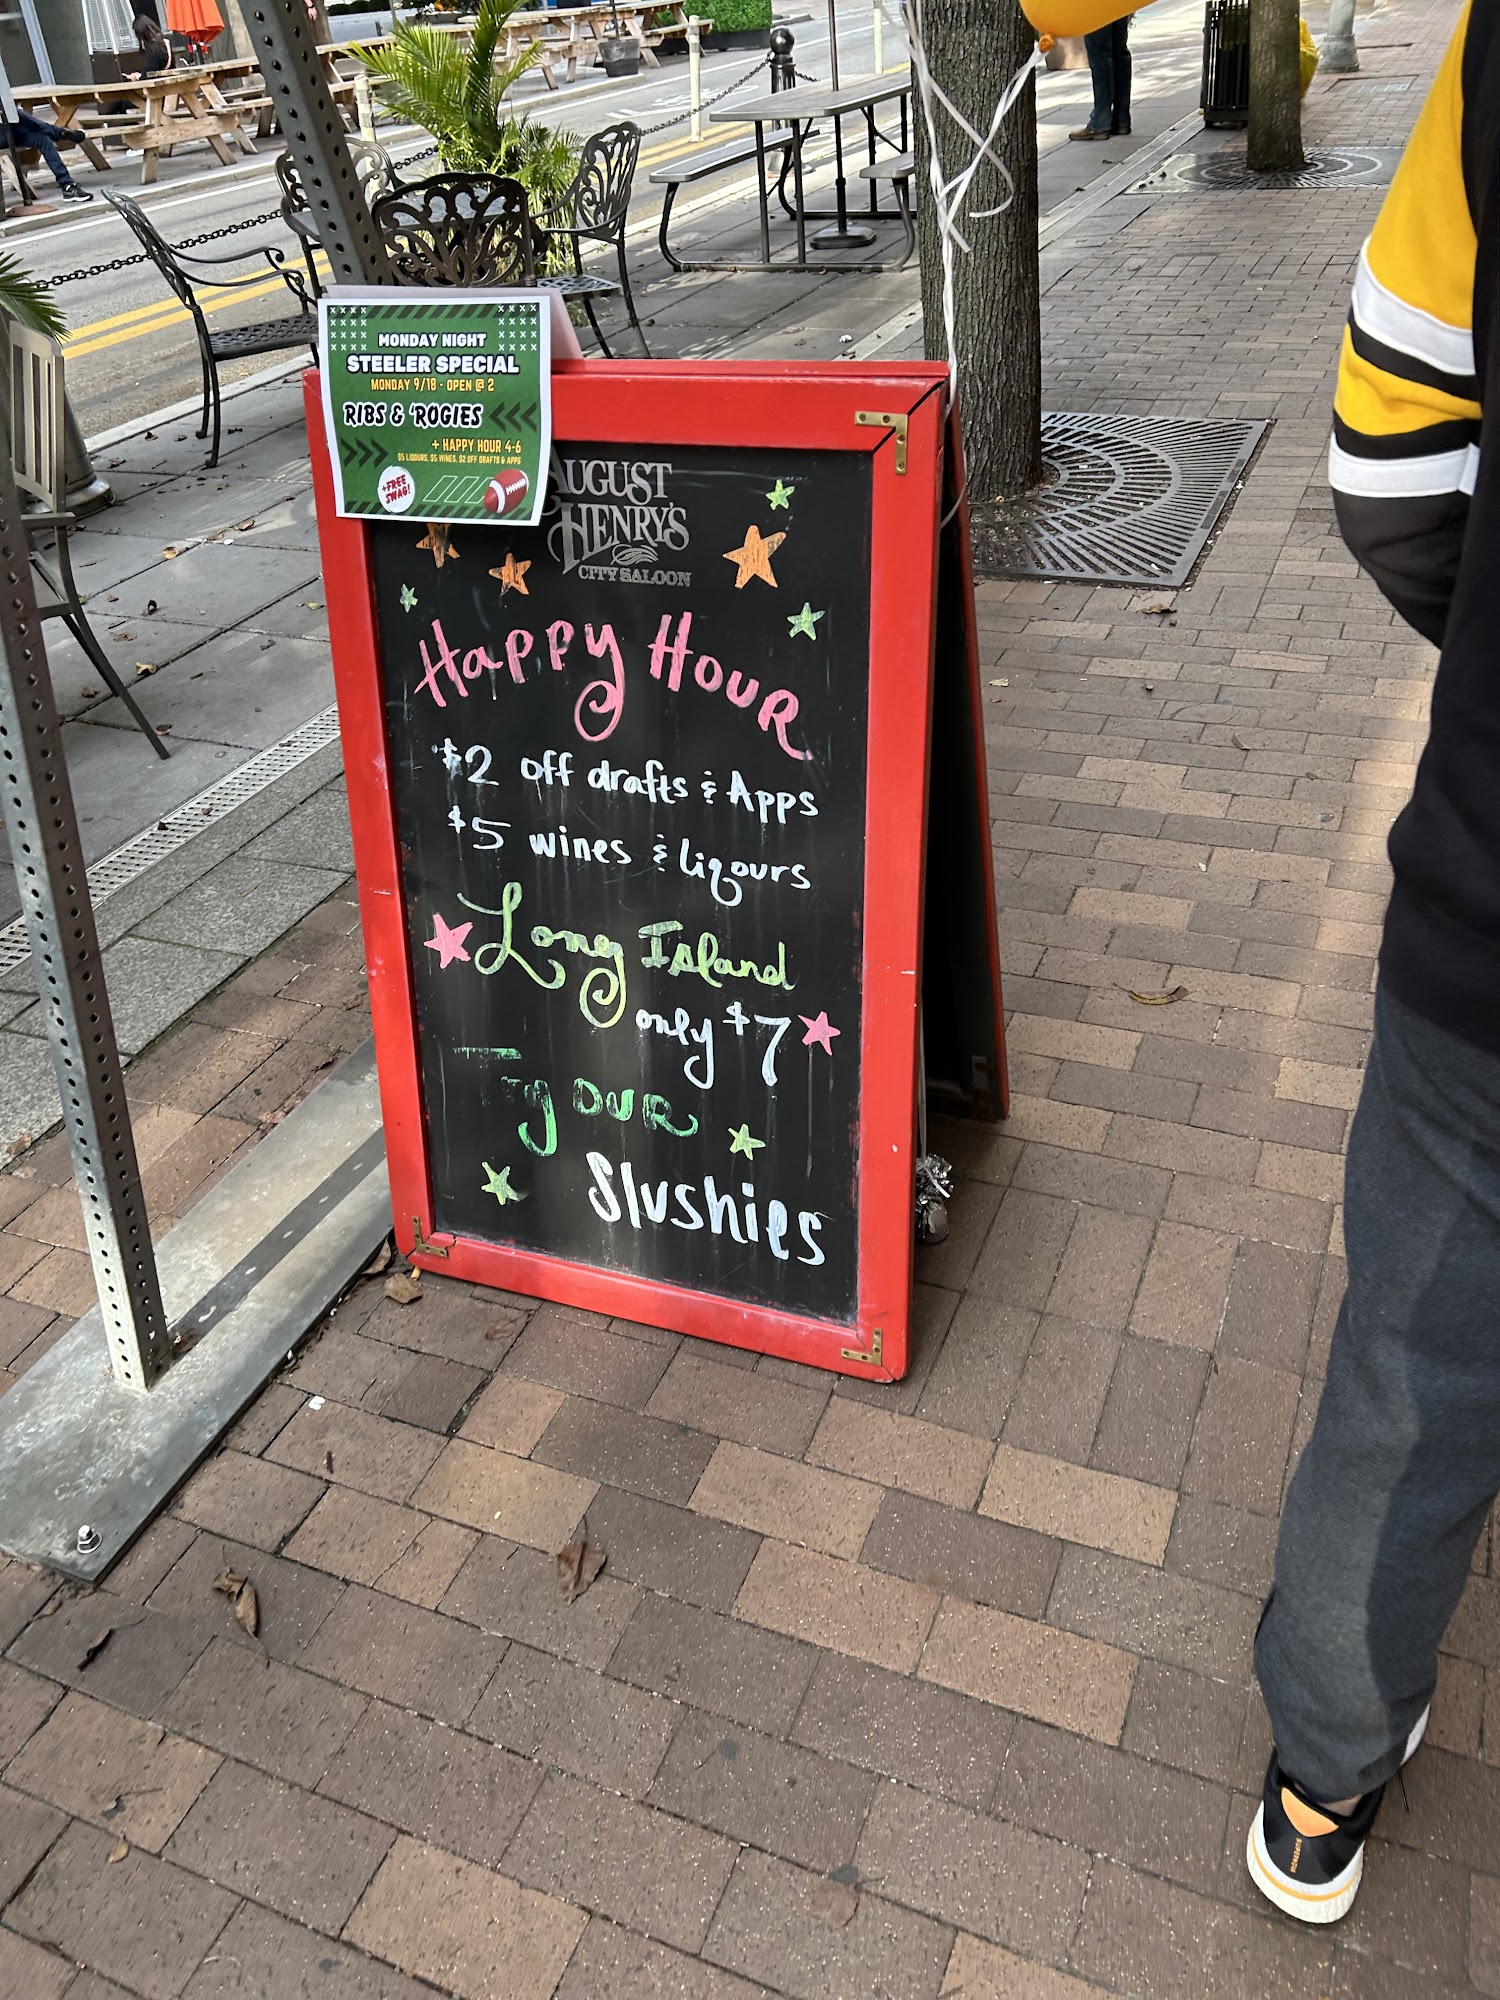 MONDAY NIGHT
STEELER SPECIAL
MONDAY 9/18 - OPEN @ 2
RIBS & 'ROGIES
+ HAPPY HOUR 4-6
$5 LIQOURS, $5 WINES, $2 OFF DRAFTS & APPS
+FREE
SWAG!
AUGUST
HENRY'S
CITY SALOON
Happy Hour
$2 off drafts & Apps
$5 wines & liqours
Long Island
only $7
OUR
Slushies
SUPERNOVA